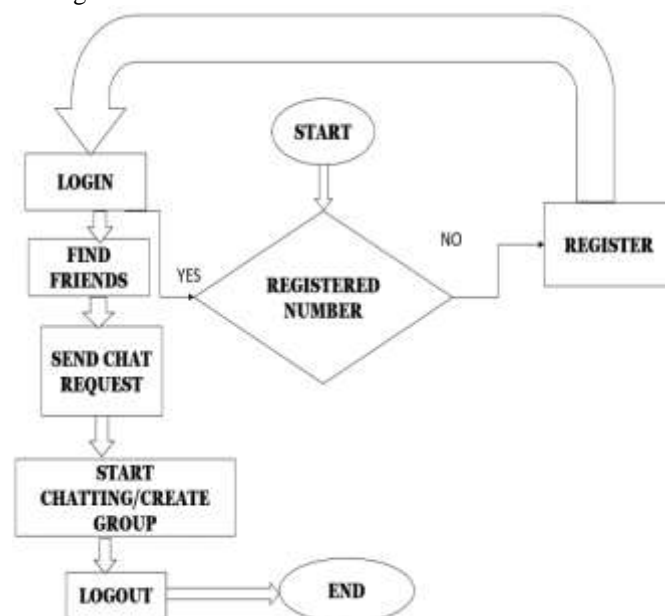 START
LOGIN
NO
REGISTER
FIND
FRIENDS
YES
REGISTERED
NUMBER
SEND CHAT
REQUEST
START
CHATTING/CREATE
GROUP
LOGOUT
END